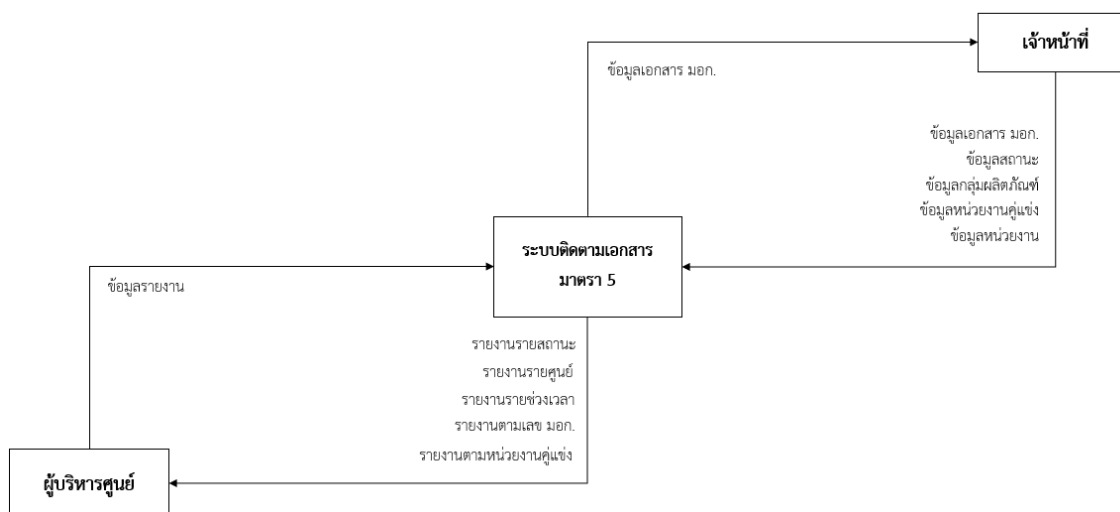 เจ้าหน้าที่
ข้อมูลเอกสาร มอก.
ข้อมูลเอกสาร มอก.
ข้อมูลสถานะ
ข้อมูลกลุ่มผลิตภัณฑ์
ข้อมูลหน่วยงานคู่แข่ง
ข้อมูลหน่วยงาน
ระบบติดตามเอกสาร
มาตรา 5
ข้อมูลรายงาน
รายงานรายสถานะ
รายงานรายศูนย์
รายงานรายช่วงเวลา
รายงานตามเลข มอก.
รายงานตามหน่วยงานคู่แข่ง
ผู้บริหารศูนย์